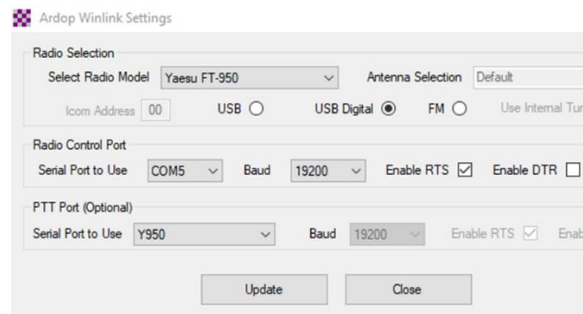 Ardop Winlink Settings
Radio Selection
Select Radio Model Yaesu FT-950 Antenna Selection Default
Icom Address 00 USB USB Digital FM Use Internal Tu
Radio Control Port
Serial Port to Use COM5 Baud 19200 Enable RTS Enable DTR
PTT Port (Optional)
Serial Port to Use Y950 Baud 19200 Enable RTS Enab
Update Close